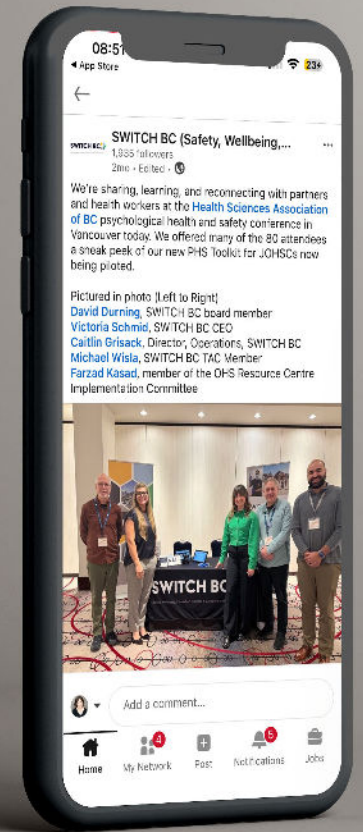 08:51
23+
◀ App Store
SWITCH BC (Safety, Wellbeing,...
SWITCH BC
1,935 followers
2mo • Edited •
We're sharing, learning, and reconnecting with partners
and health workers at the Health Sciences Association
of BC psychological health and safety conference in
Vancouver today. We offered many of the 80 attendees
a sneak peek of our new PHS Toolkit for JOHSCs now
being piloted.
Pictured in photo (Left to Right)
David Durning, SWITCH BC board member
Victoria Schmid, SWITCH BC CEO
Caitlin Grisack, Director, Operations, SWITCH BC
Michael Wisla, SWITCH BC TAC Member
Farzad Kasad, member of the OHS Resource Centre
Implementation Committee
SWITCH BC
Add a comment...
4
5
Home
My Network
Post
Notifications
Jobs